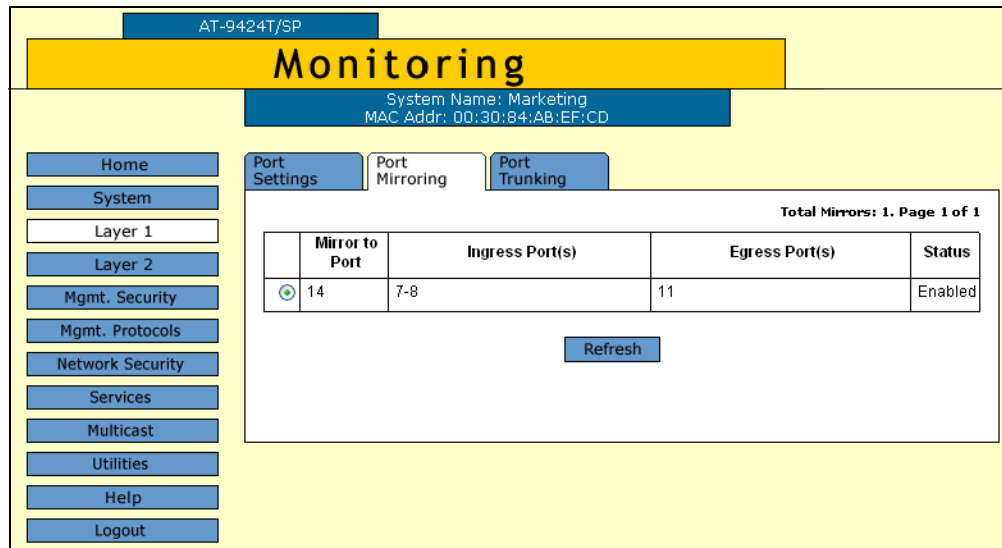 AT-9424T/SP
Monitoring
System Name: Marketing
MAC Addr: 00:30:84:AB:EF:CD
Home
System
Layer 1
Layer 2
Mgmt. Security
Mgmt. Protocols
Network Security
Services
Multicast
Utilities
Help
Logout
Port
Settings
Port
Mirroring
Port
Trunking
Total Mirrors: 1. Page 1 of 1
Mirror to
Port
Ingress Port(s)
Egress Port(s)
Status
14
7-8
11
Enabled
Refresh